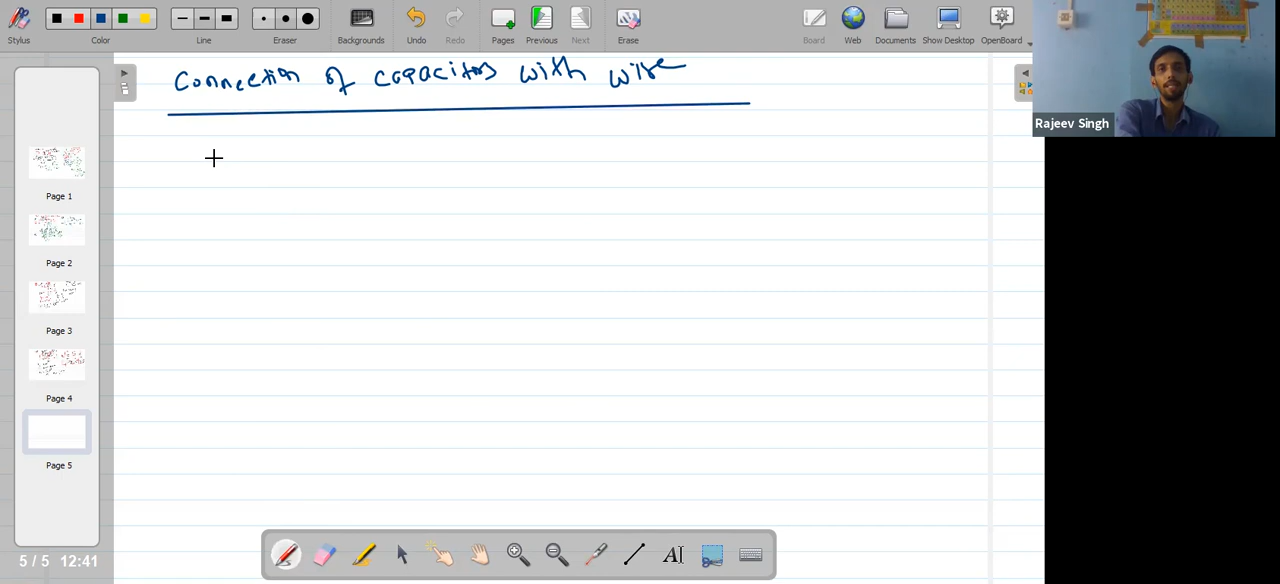 Stylus
Color
Line
Eraser
Backgrounds
Undo
Redo
Pages
Previous
Next
Erase
Board
Web
Documents
Show Desktop
OpenBoard
Connection of capacitors with wire
Rajeev Singh
Page 1
Page 2
Page 3
Page 4
Page 5
5 / 5 12:41